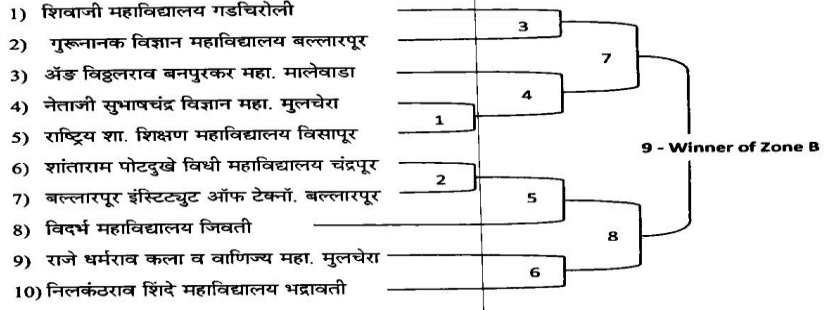 1) शिवाजी महाविद्यालय गडचिरोली
2) गुरूनानक विज्ञान महाविद्यालय बल्लारपूर
3) ॲड विठ्ठलराव बनपुरकर महा. मालेवाडा
4) नेताजी सुभाषचंद्र विज्ञान महा. मुलचेरा
5) राष्ट्रिय शा. शिक्षण महाविद्यालय विसापूर
6) शांताराम पोटदुखे विधी महाविद्यालय चंद्रपूर
7) बल्लारपूर इंस्टिट्युट ऑफ टेक्नॉ. बल्लारपूर
8) विदर्भ महाविद्यालय जिवती
9) राजे धर्मराव कला व वाणिज्य महा. मुलचेरा
10) निलकंठराव शिंदे महाविद्यालय भद्रावती
3
4
1
2
5
6
7
8
9 - Winner of Zone B